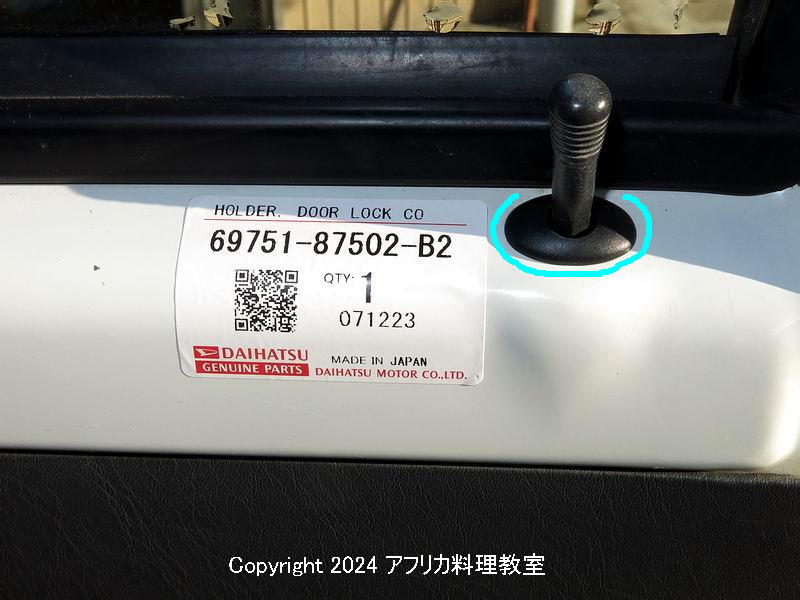 HOLDER. DOOR LOCK CO
69751-87502-B2
QTY: 1
071223
DAIHATSU
GENUINE PARTS
MADE IN JAPAN
DAIHATSU MOTOR CO.,LTD.
Copyright 2024 アフリカ料理教室